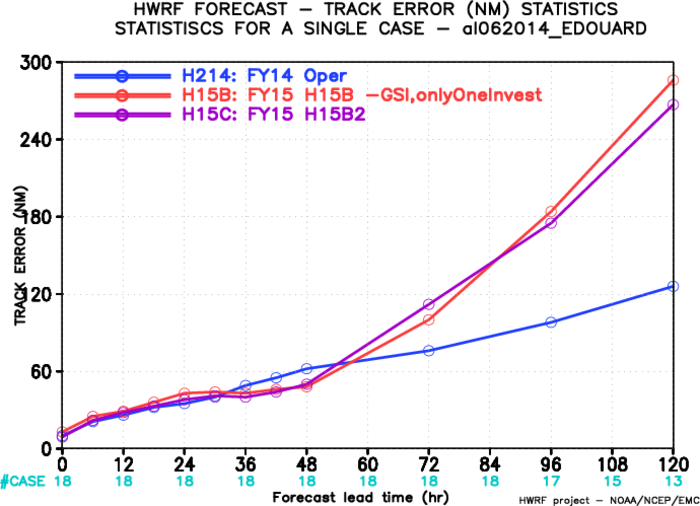 HWRF FORECAST – TRACK ERROR (NM) STATISTICS
STATISTISCS FOR A SINGLE CASE – al062014_EDOUARD
H214: FY14 Oper
H15B: FY15 H15B –GSI,onlyOneInvest
H15C: FY15 H15B2
TRACK ERROR (NM)
300
240
180
120
60
0
0 12 24 36 48 60 72 84 96 108 120
#CASE 18 18 18 18 18 18 18 18 17 15 13
Forecast lead time (hr)
HWRF project – NOAA/NCEP/EMC